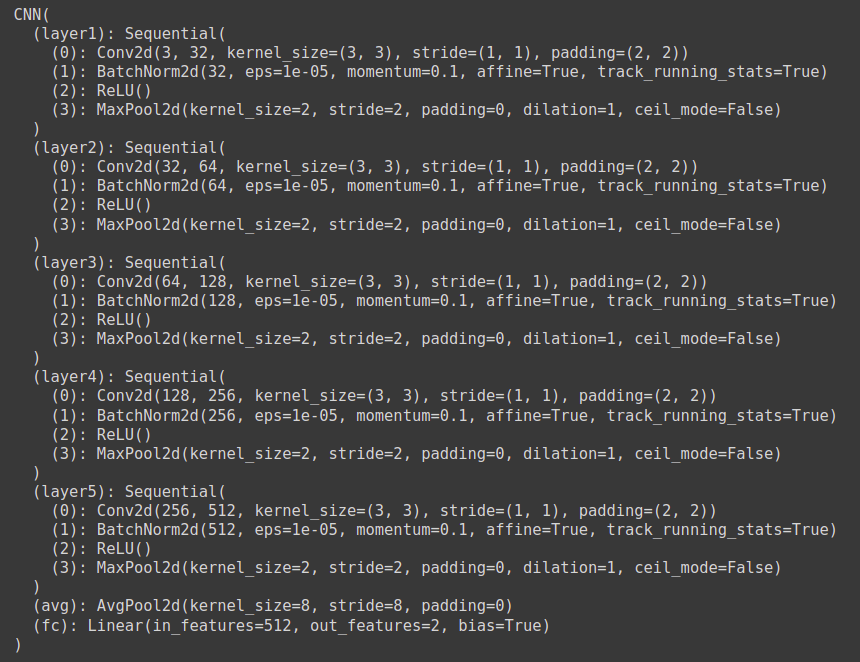 CNN(
  (layer1): Sequential(
    (0): Conv2d(3, 32, kernel_size=(3, 3), stride=(1, 1), padding=(2, 2))
    (1): BatchNorm2d(32, eps=1e-05, momentum=0.1, affine=True, track_running_stats=True)
    (2): ReLU()
    (3): MaxPool2d(kernel_size=2, stride=2, padding=0, dilation=1, ceil_mode=False)
  )
  (layer2): Sequential(
    (0): Conv2d(32, 64, kernel_size=(3, 3), stride=(1, 1), padding=(2, 2))
    (1): BatchNorm2d(64, eps=1e-05, momentum=0.1, affine=True, track_running_stats=True)
    (2): ReLU()
    (3): MaxPool2d(kernel_size=2, stride=2, padding=0, dilation=1, ceil_mode=False)
  )
  (layer3): Sequential(
    (0): Conv2d(64, 128, kernel_size=(3, 3), stride=(1, 1), padding=(2, 2))
    (1): BatchNorm2d(128, eps=1e-05, momentum=0.1, affine=True, track_running_stats=True)
    (2): ReLU()
    (3): MaxPool2d(kernel_size=2, stride=2, padding=0, dilation=1, ceil_mode=False)
  )
  (layer4): Sequential(
    (0): Conv2d(128, 256, kernel_size=(3, 3), stride=(1, 1), padding=(2, 2))
    (1): BatchNorm2d(256, eps=1e-05, momentum=0.1, affine=True, track_running_stats=True)
    (2): ReLU()
    (3): MaxPool2d(kernel_size=2, stride=2, padding=0, dilation=1, ceil_mode=False)
  )
  (layer5): Sequential(
    (0): Conv2d(256, 512, kernel_size=(3, 3), stride=(1, 1), padding=(2, 2))
    (1): BatchNorm2d(512, eps=1e-05, momentum=0.1, affine=True, track_running_stats=True)
    (2): ReLU()
    (3): MaxPool2d(kernel_size=2, stride=2, padding=0, dilation=1, ceil_mode=False)
  )
  (avg): AvgPool2d(kernel_size=8, stride=8, padding=0)
  (fc): Linear(in_features=512, out_features=2, bias=True)
)